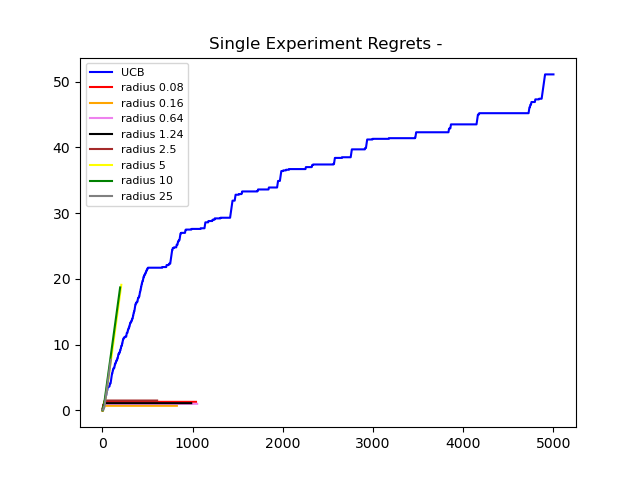 Single Experiment Regrets -
UCB
radius 0.08
radius 0.16
radius 0.64
radius 1.24
radius 2.5
radius 5
radius 10
radius 25
50
40
30
20
10
0
0 1000 2000 3000 4000 5000